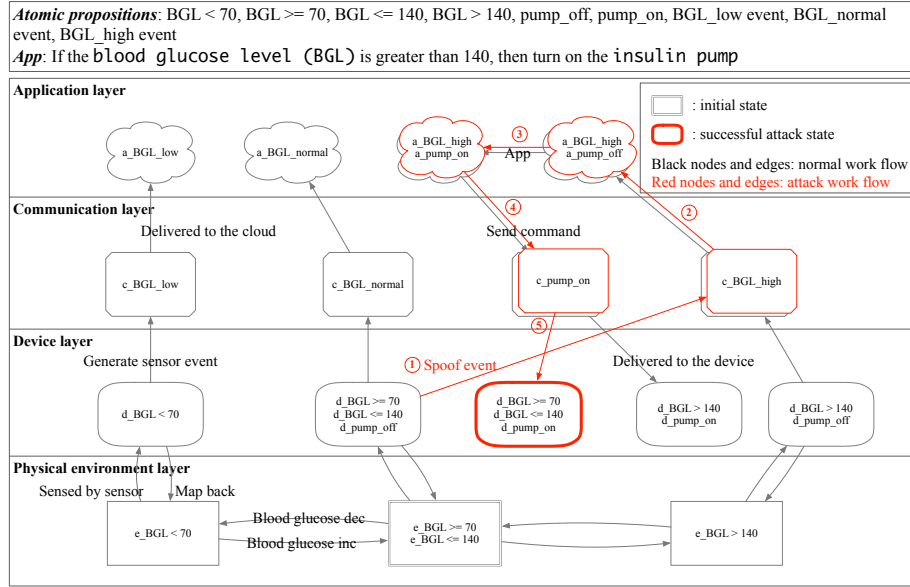 Atomic propositions: BGL < 70, BGL >= 70, BGL <= 140, BGL > 140, pump_off, pump_on, BGL_low event, BGL_normal
event, BGL_high event
App: If the blood glucose level (BGL) is greater than 140, then turn on the insulin pump
Application layer
: initial state
: successful attack state
Black nodes and edges: normal work flow
Red nodes and edges: attack work flow
a_BGL_low
a_BGL_normal
a_BGL_high
a_pump_on
③
App
a_BGL_high
a_pump_off
④
②
Communication layer
Delivered to the cloud
Send command
c_BGL_low
c_BGL_normal
c_pump_on
c_BGL_high
⑤
Device layer
Generate sensor event
① Spoof event
Delivered to the device
d_BGL < 70
d_BGL >= 70
d_BGL <= 140
d_pump_off
d_BGL >= 70
d_BGL <= 140
d_pump_on
d_BGL > 140
d_pump_on
d_BGL > 140
d_pump_off
Physical environment layer
Sensed by sensor
Map back
e_BGL < 70
Blood glucose dec
Blood glucose inc
e_BGL >= 70
e_BGL <= 140
e_BGL > 140